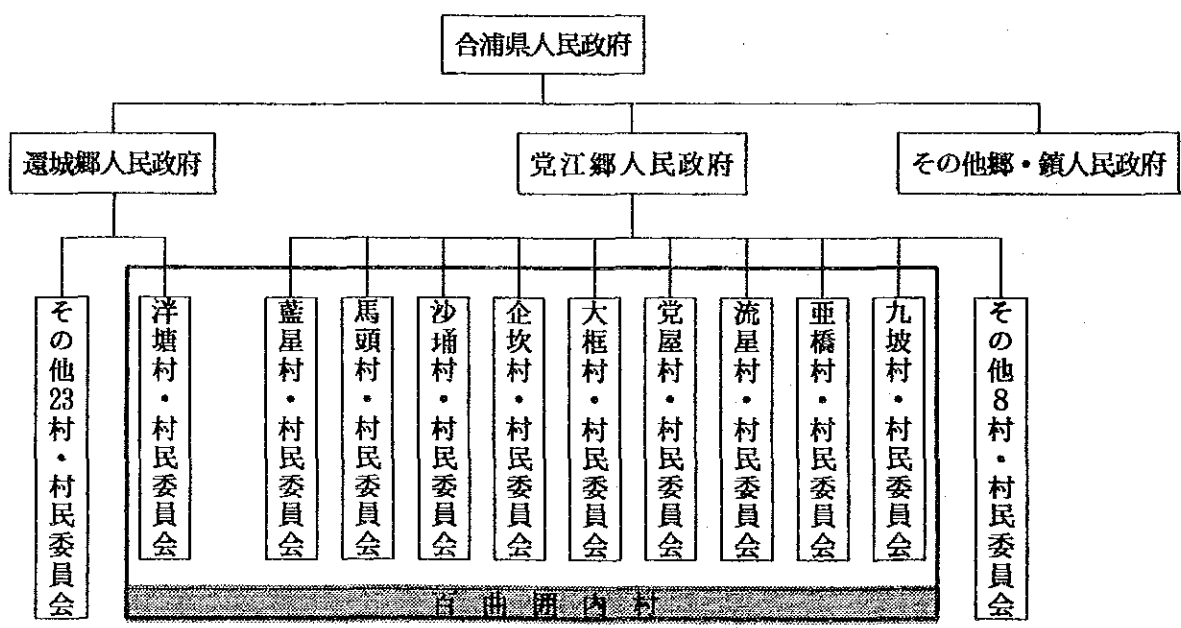 合浦県人民政府
還城郷人民政府
党江郷人民政府
その他郷・鎮人民政府
その他23村・村民委員会
洋塘村・村民委員会
藍星村・村民委員会
馬頭村・村民委員会
沙埇村・村民委員会
企坎村・村民委員会
大框村・村民委員会
党屋村・村民委員会
流星村・村民委員会
亜橋村・村民委員会
九坡村・村民委員会
その他8村・村民委員会
百曲囲内村